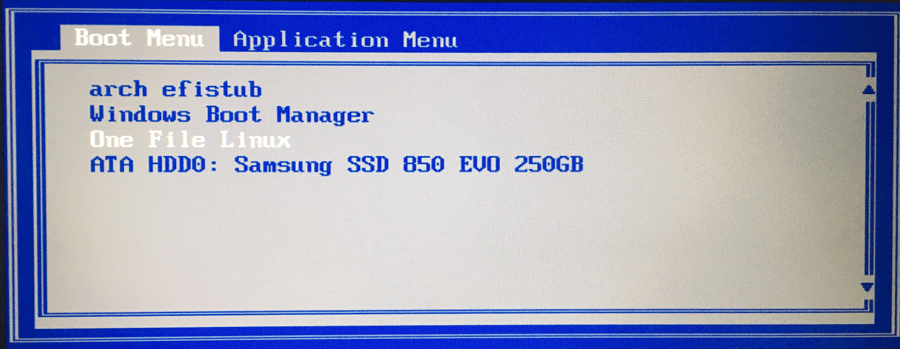 Boot Menu Application Menu
arch efistub
Windows Boot Manager
One File Linux
ATA HDD0: Samsung SSD 850 EVO 250GB